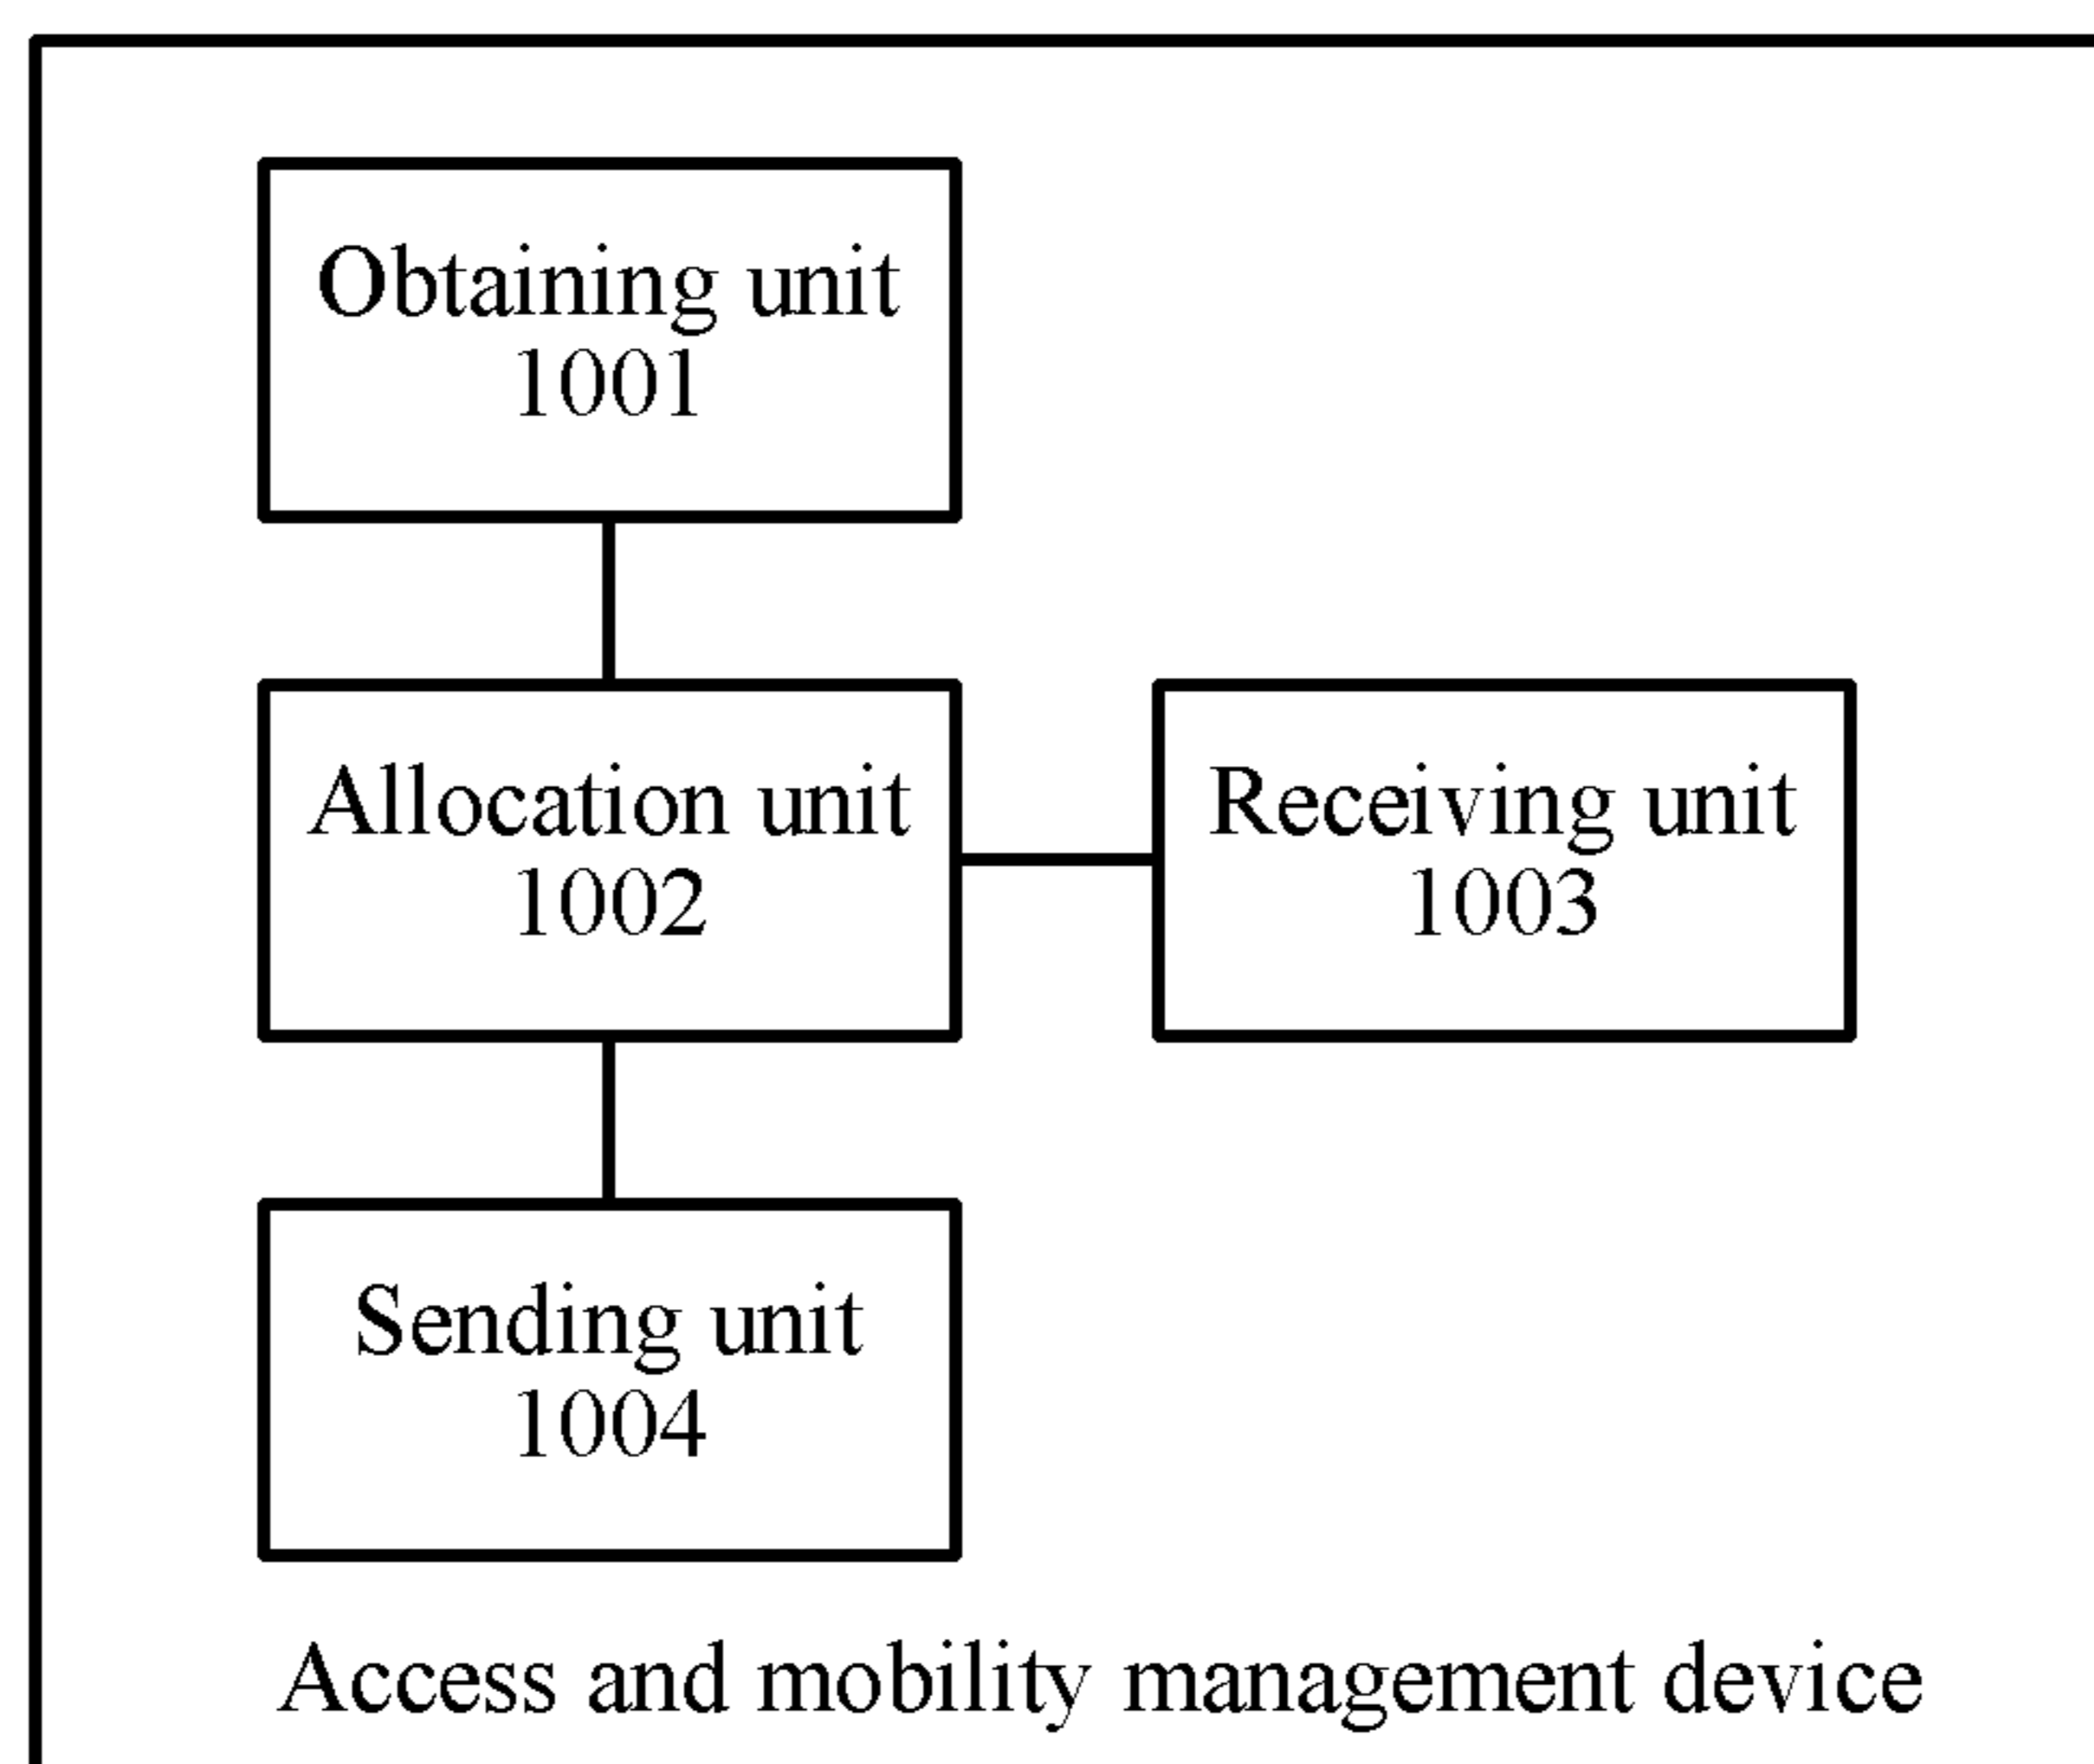 Obtaining unit
1001
Allocation unit
1002
Receiving unit
1003
Sending unit
1004
Access and mobility management device